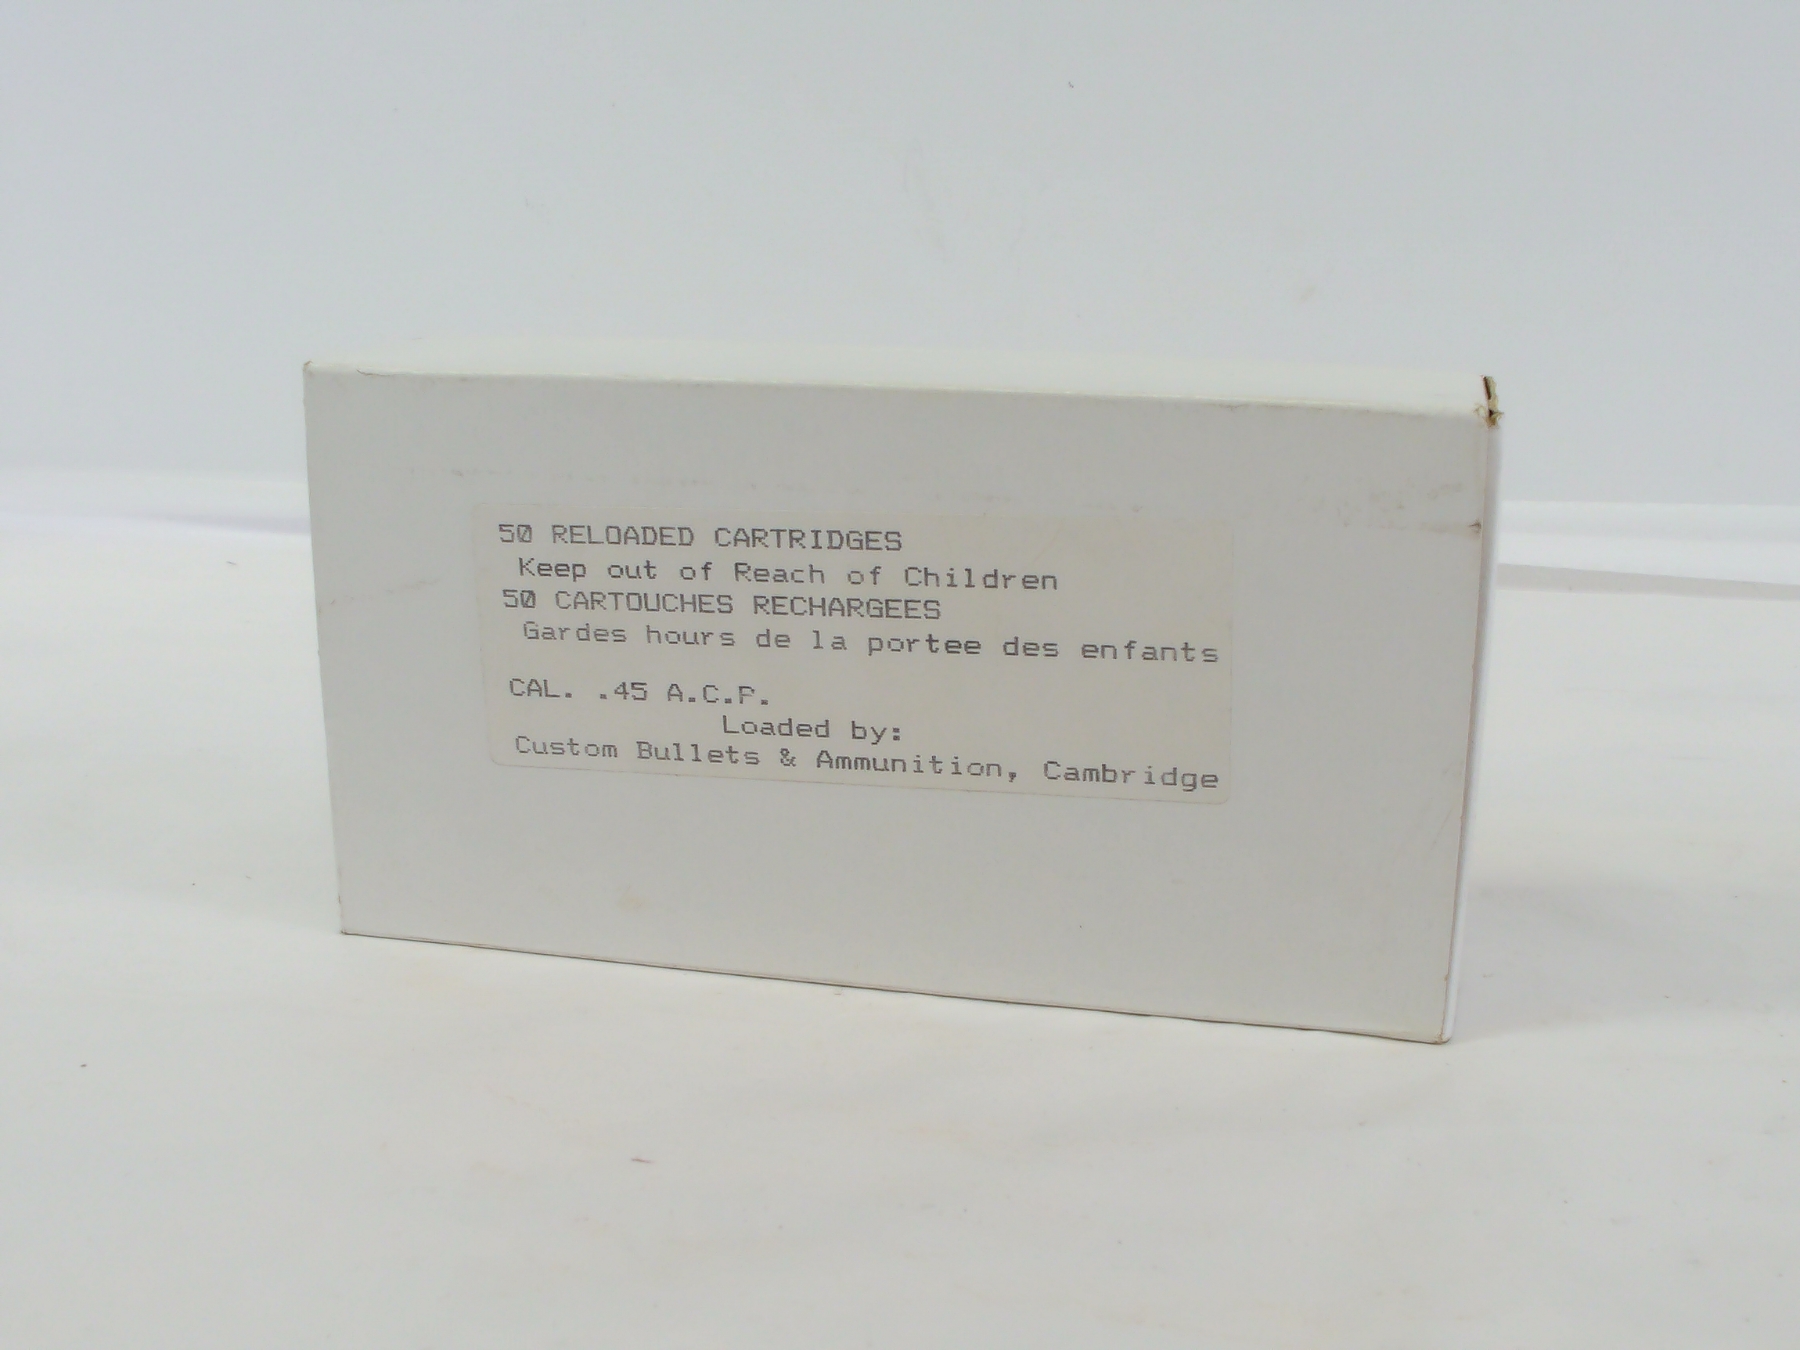 50 RELOADED CARTRIDGES
Keep out of Reach of Children
50 CARTOUCHES RECHARGEES
Gardes hours de la portee des enfants
CAL. .45 A.C.P.
Loaded by:
Custom Bullets & Ammunition, Cambridge